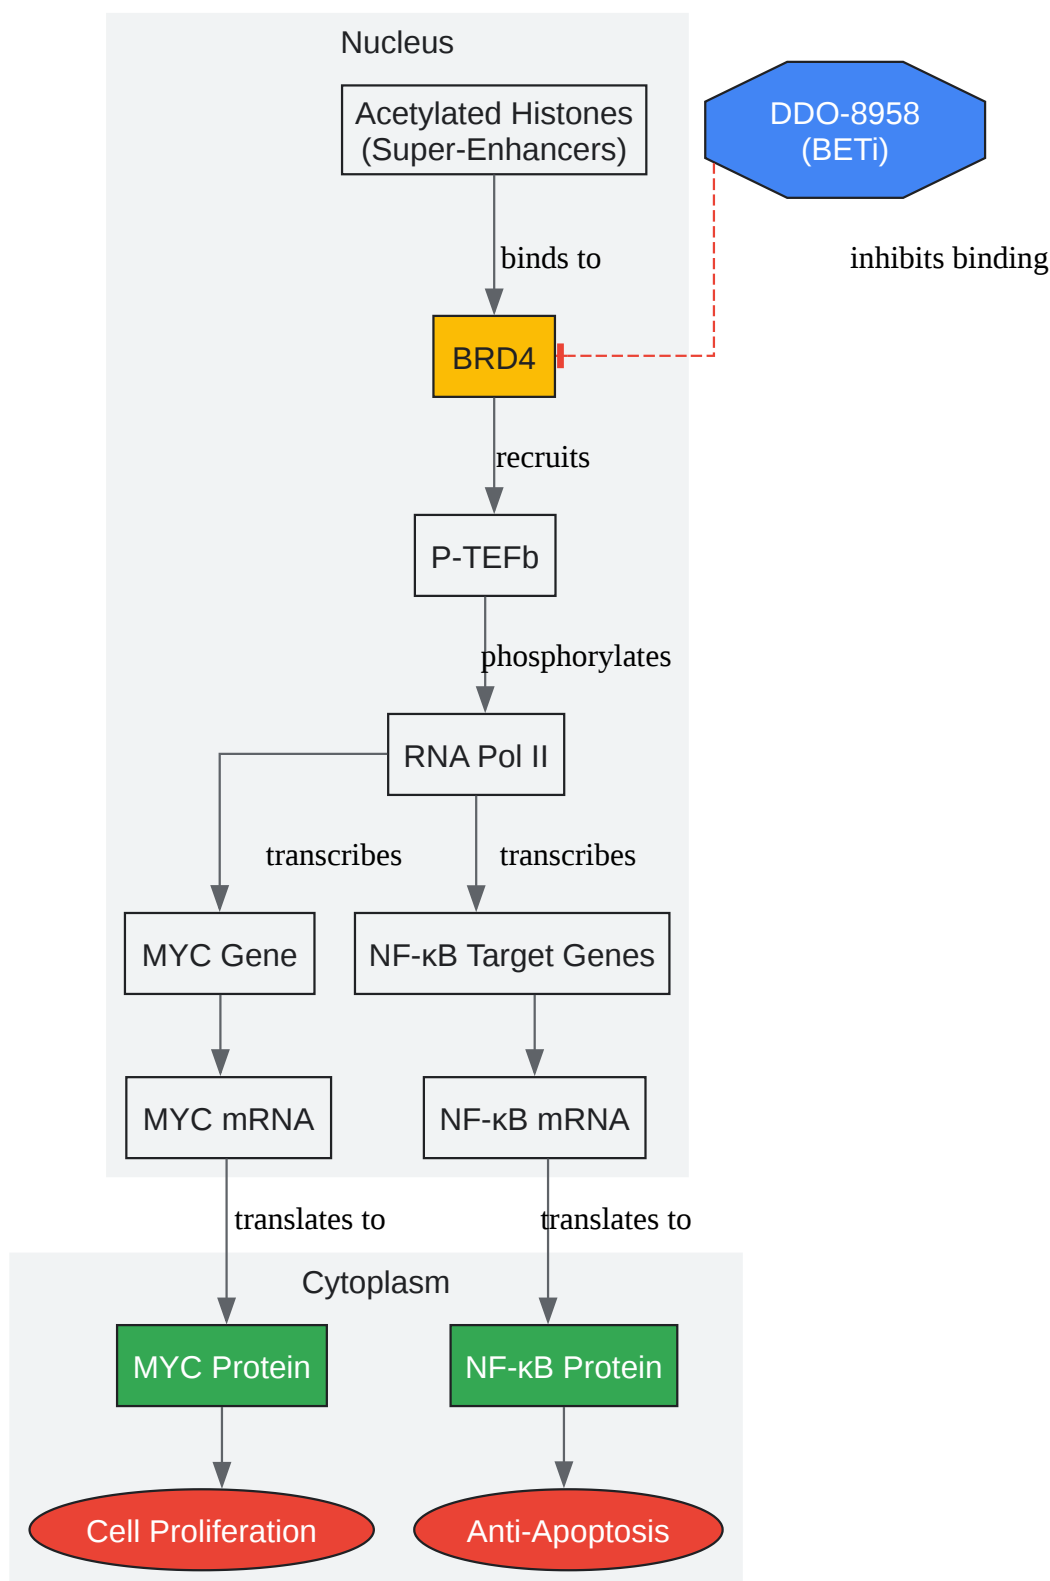 Nucleus
Acetylated Histones
(Super-Enhancers)
DDO-8958
(BETi)
binds to
inhibits binding
BRD4
recruits
P-TEFb
phosphorylates
RNA Pol II
transcribes
transcribes
MYC Gene
NF-κB Target Genes
MYC mRNA
NF-κB mRNA
translates to
translates to
Cytoplasm
MYC Protein
NF-κB Protein
Cell Proliferation
Anti-Apoptosis